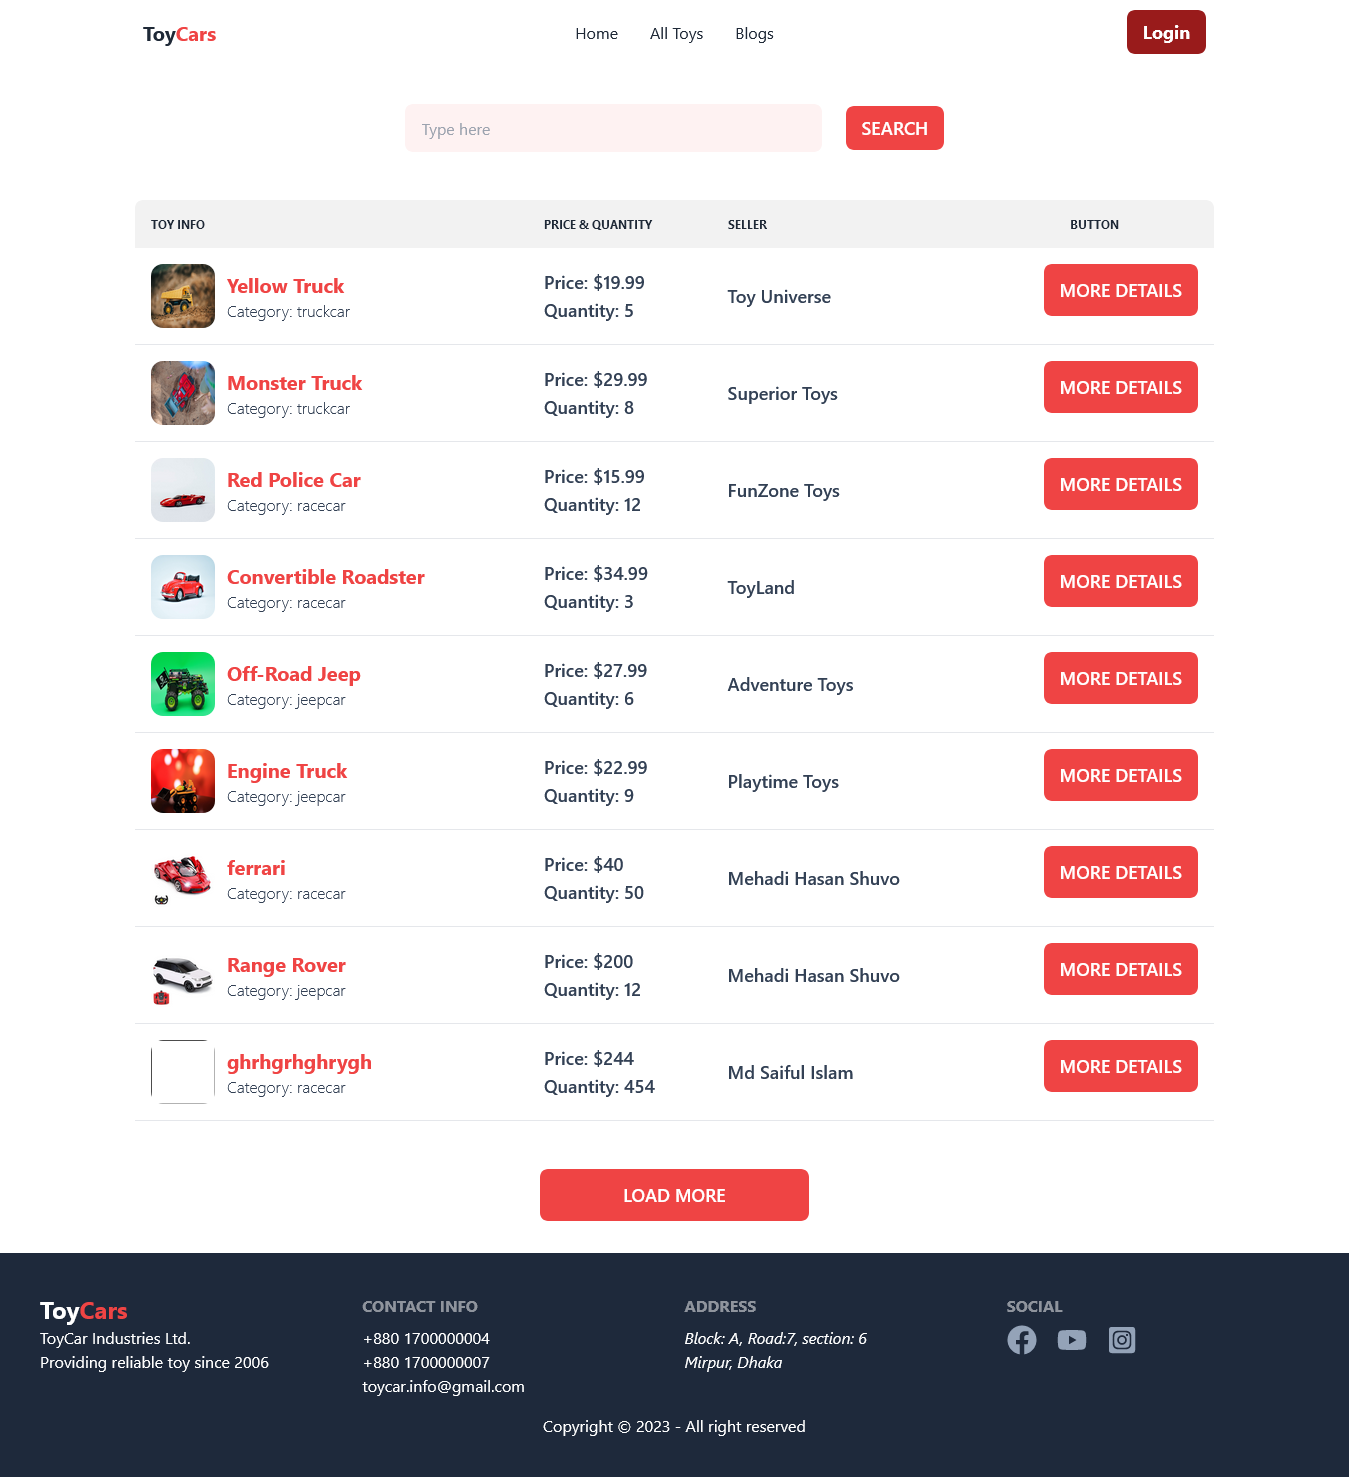 ToyCars
Home All Toys Blogs
Login
Type here
SEARCH
TOY INFO PRICE & QUANTITY SELLER BUTTON
Yellow Truck
Category: truckcar
Price: $19.99
Quantity: 5
Toy Universe
MORE DETAILS
Monster Truck
Category: truckcar
Price: $29.99
Quantity: 8
Superior Toys
MORE DETAILS
Red Police Car
Category: racecar
Price: $15.99
Quantity: 12
FunZone Toys
MORE DETAILS
Convertible Roadster
Category: racecar
Price: $34.99
Quantity: 3
ToyLand
MORE DETAILS
Off-Road Jeep
Category: jeepcar
Price: $27.99
Quantity: 6
Adventure Toys
MORE DETAILS
Engine Truck
Category: jeepcar
Price: $22.99
Quantity: 9
Playtime Toys
MORE DETAILS
ferrari
Category: racecar
Price: $40
Quantity: 50
Mehadi Hasan Shuvo
MORE DETAILS
Range Rover
Category: jeepcar
Price: $200
Quantity: 12
Mehadi Hasan Shuvo
MORE DETAILS
ghrhgrhghrygh
Category: racecar
Price: $244
Quantity: 454
Md Saiful Islam
MORE DETAILS
LOAD MORE
ToyCars
ToyCar Industries Ltd.
Providing reliable toy since 2006
CONTACT INFO
+880 1700000004
+880 1700000007
toycar.info@gmail.com
ADDRESS
Block: A, Road:7, section: 6
Mirpur, Dhaka
SOCIAL
Copyright © 2023 - All right reserved